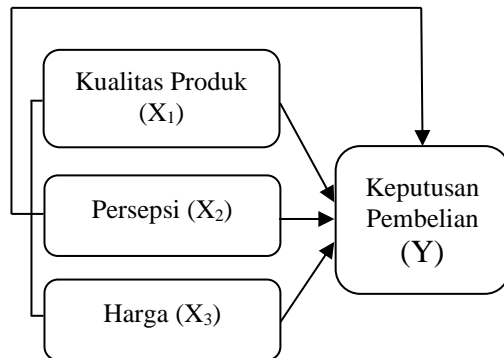 Kualitas Produk
(X₁)
Persepsi (X₂)
Harga (X₃)
Keputusan
Pembelian
(Y)